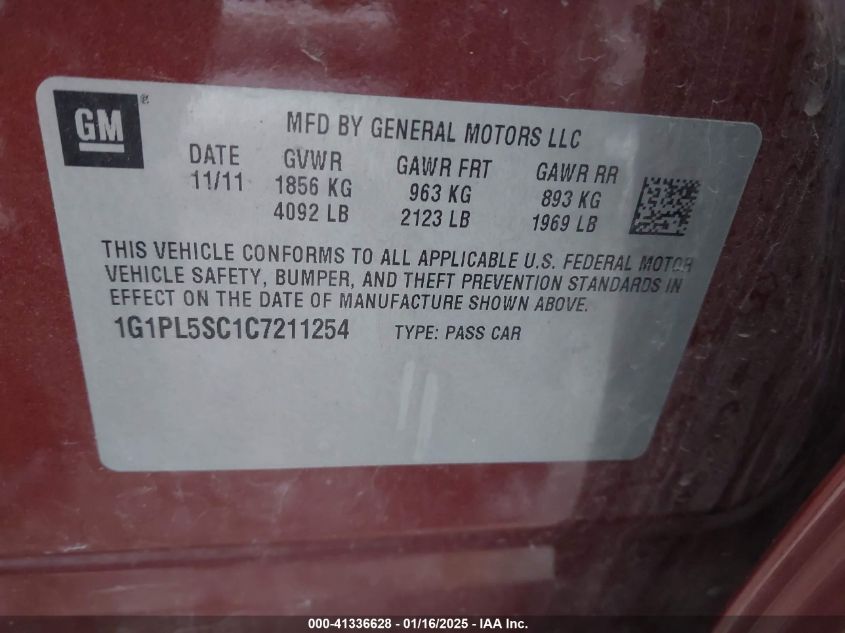 GM®
MFD BY GENERAL MOTORS LLC
DATE GVWR GAWR FRT GAWR RR
11/11 1856 KG 963 KG 893 KG
4092 LB 2123 LB 1969 LB
THIS VEHICLE CONFORMS TO ALL APPLICABLE U.S. FEDERAL MOTOR
VEHICLE SAFETY, BUMPER, AND THEFT PREVENTION STANDARDS IN
EFFECT ON THE DATE OF MANUFACTURE SHOWN ABOVE.
1G1PL5SC1C7211254 TYPE: PASS CAR
000-41336628 - 01/16/2025 - IAA Inc.